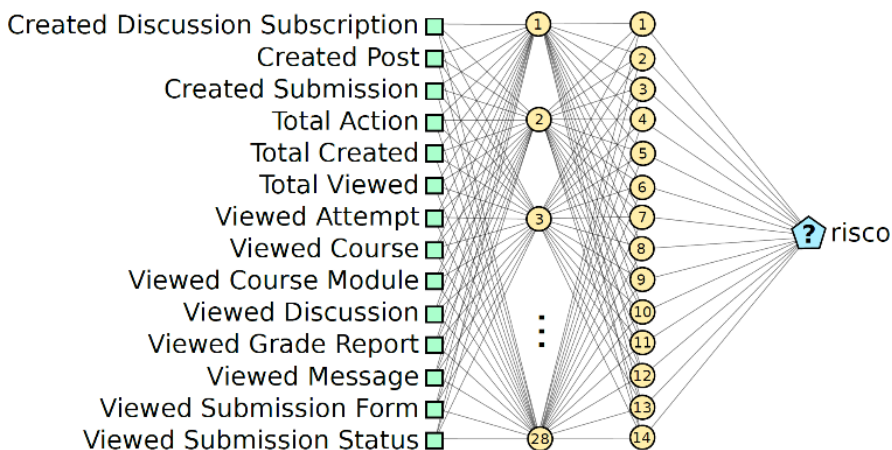 Created Discussion Subscription
Created Post
Created Submission
Total Action
Total Created
Total Viewed
Viewed Attempt
Viewed Course
Viewed Course Module
Viewed Discussion
Viewed Grade Report
Viewed Message
Viewed Submission Form
Viewed Submission Status
1
2
3
⋮
28
1
2
3
4
5
6
7
8
9
10
11
12
13
14
? risco